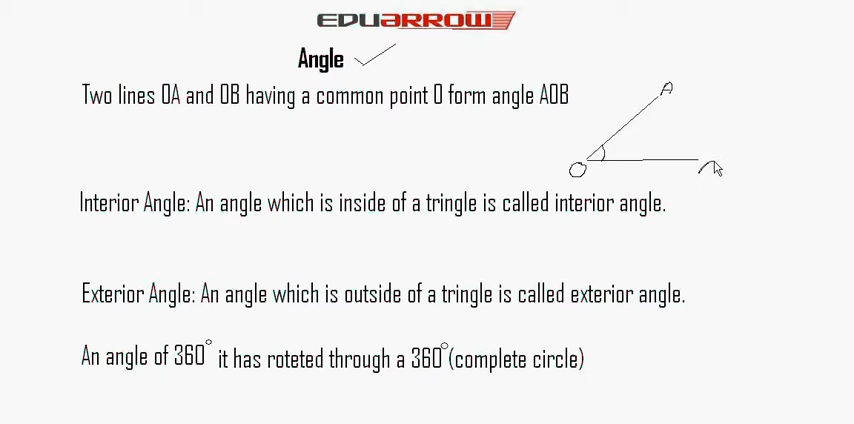 EDUARROW
Angle
Two lines OA and OB having a common point O form angle AOB
A
O
Interior Angle: An angle which is inside of a tringle is called interior angle.
Exterior Angle: An angle which is outside of a tringle is called exterior angle.
An angle of 360° it has roteted through a 360°(complete circle)